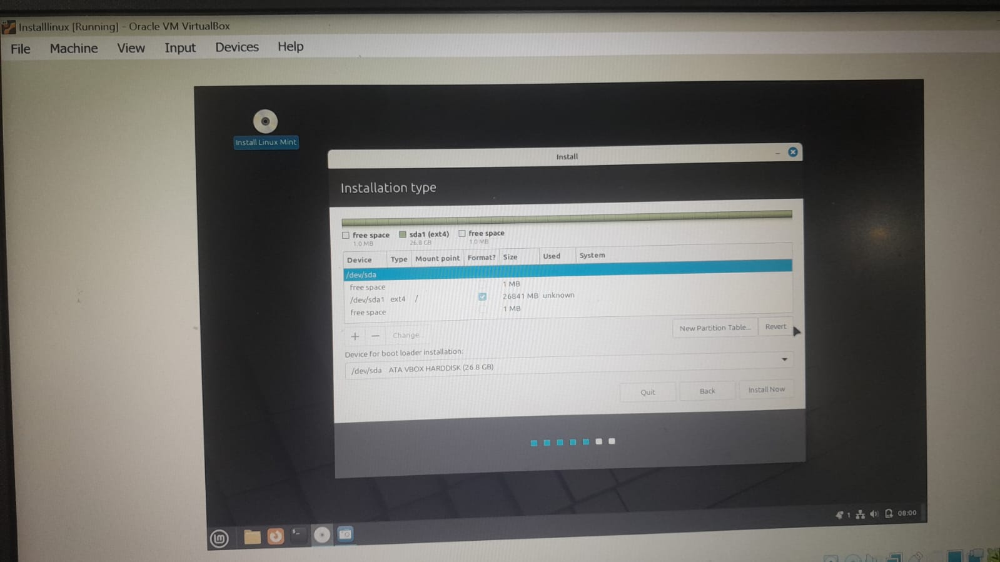 Installlinux [Running] - Oracle VM VirtualBox
File Machine View Input Devices Help
Install Linux Mint
Install
Installation type
free space sda1 (ext4) free space
1.0 MB 26.8 GB 1.0 MB
Device Type Mount point Format? Size Used System
/dev/sda
free space 1 MB
/dev/sda1 ext4 / 26841 MB unknown
free space 1 MB
+ − Change... New Partition Table... Revert
Device for boot loader installation:
/dev/sda ATA VBOX HARDDISK (26.8 GB)
Quit Back Install Now
1 08:00